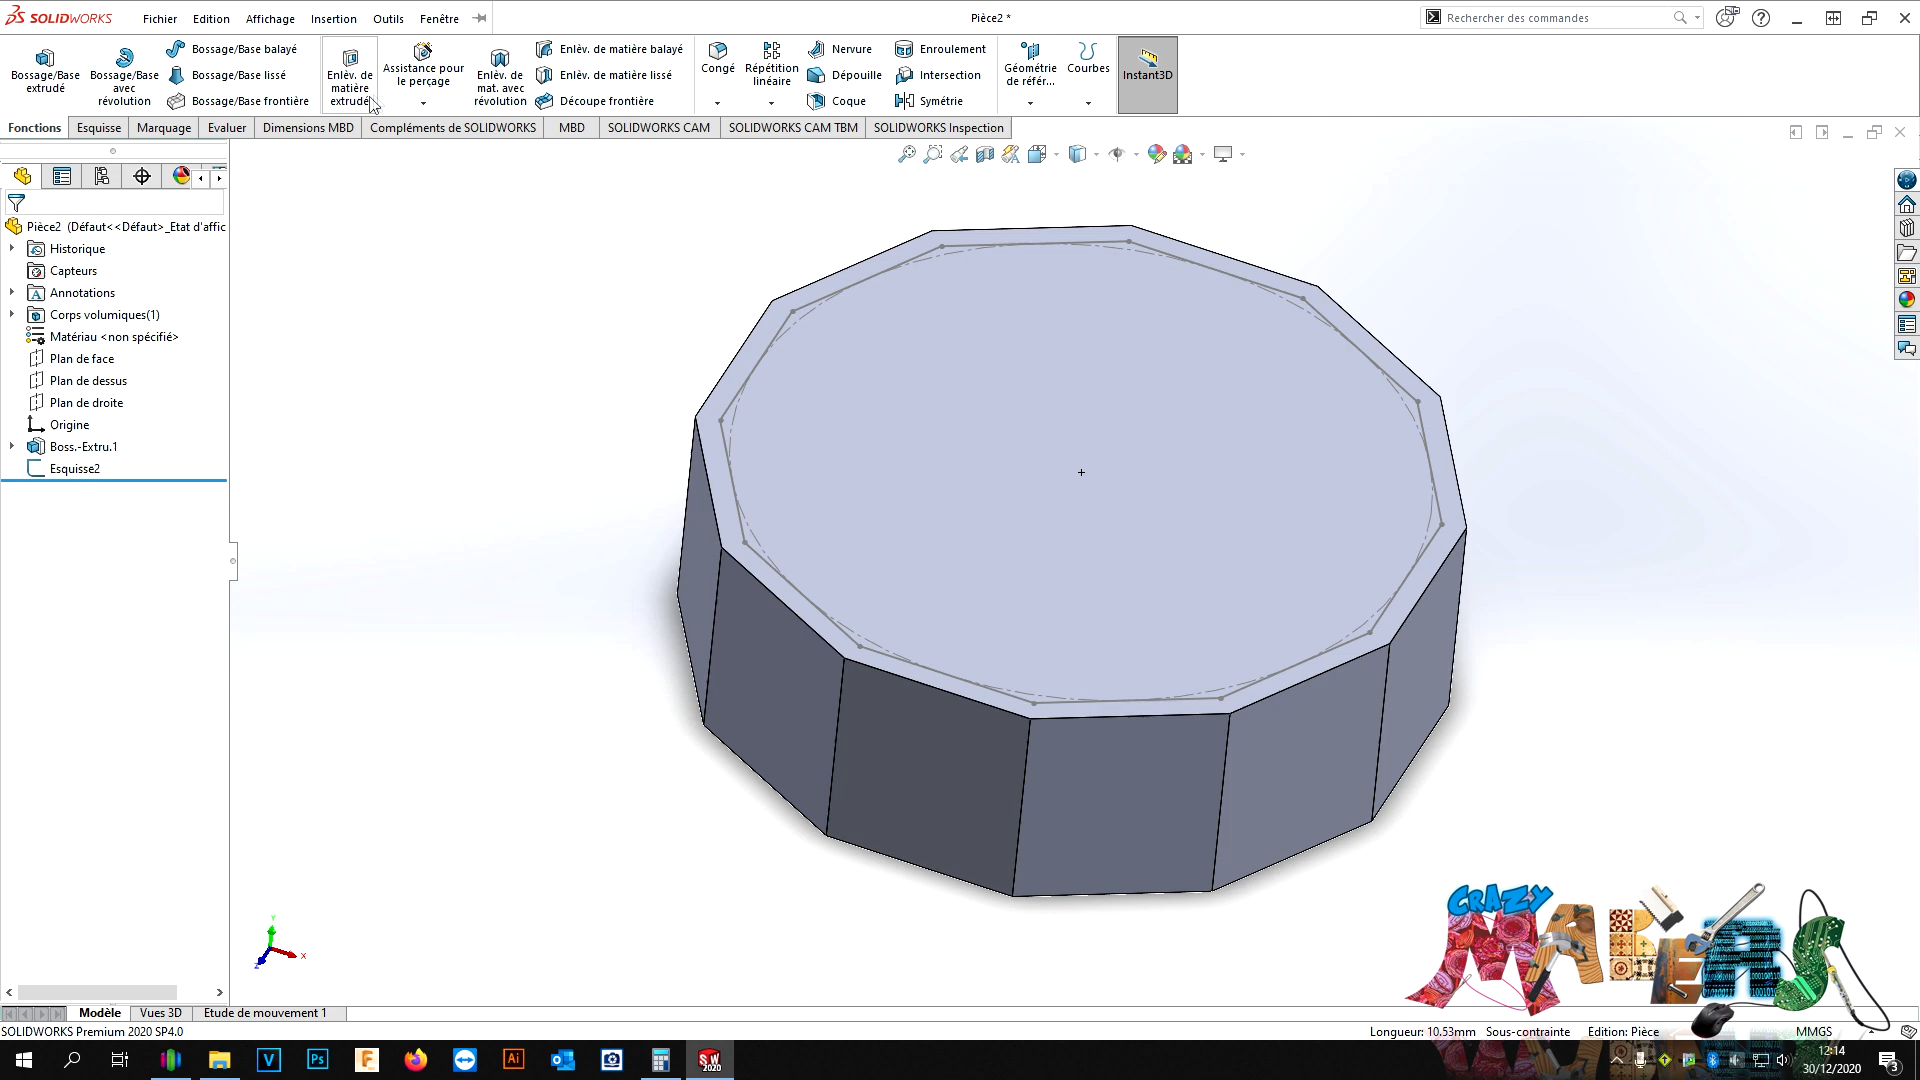 SOLIDWORKS
Fichier Edition Affichage Insertion Outils Fenêtre
Pièce2 *
Rechercher des commandes
Bossage/Base
extrudé
Bossage/Base
avec
révolution
Bossage/Base balayé
Bossage/Base lissé
Bossage/Base frontière
Enlèv. de
matière
extrudé
Assistance pour
le perçage
Enlèv. de
mat. avec
révolution
Enlèv. de matière balayé
Enlèv. de matière lissé
Découpe frontière
Congé
Répétition
linéaire
Nervure
Dépouille
Coque
Enroulement
Intersection
Symétrie
Géométrie
de référ...
Courbes
Instant3D
Fonctions Esquisse Marquage Evaluer Dimensions MBD Compléments de SOLIDWORKS MBD SOLIDWORKS CAM SOLIDWORKS CAM TBM SOLIDWORKS Inspection
Pièce2 (Défaut<<Défaut>_Etat d'affic
Historique
Capteurs
Annotations
Corps volumiques(1)
Matériau <non spécifié>
Plan de face
Plan de dessus
Plan de droite
Origine
Boss.-Extru.1
Esquisse2
Y
X
Z
CRAZY
MAPERS
Modèle Vues 3D Etude de mouvement 1
SOLIDWORKS Premium 2020 SP4.0
Longueur: 10.53mm Sous-contrainte Edition: Pièce MMGS
12:14
30/12/2020
3